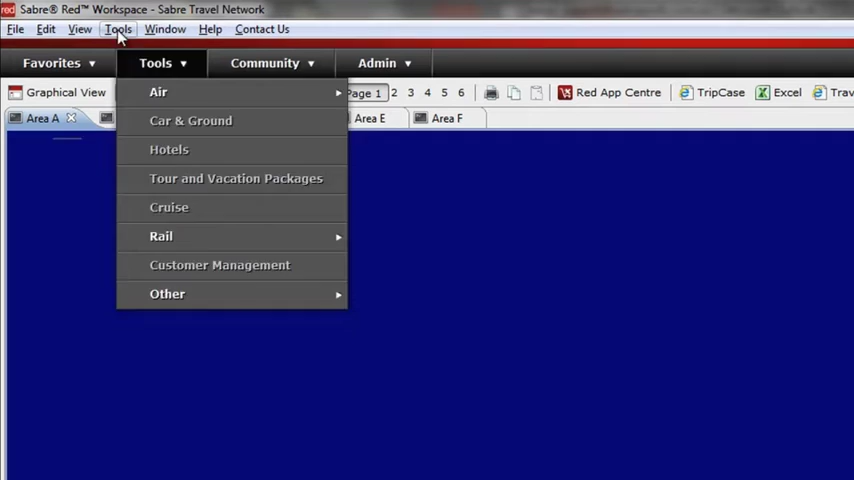 red Sabre® Red™ Workspace - Sabre Travel Network
File Edit View Tools Window Help Contact Us
Favorites Tools Community Admin
Graphical View Page 1 2 3 4 5 6 Red App Centre TripCase Excel Trav
Area A Area E Area F
Air
Car & Ground
Hotels
Tour and Vacation Packages
Cruise
Rail
Customer Management
Other